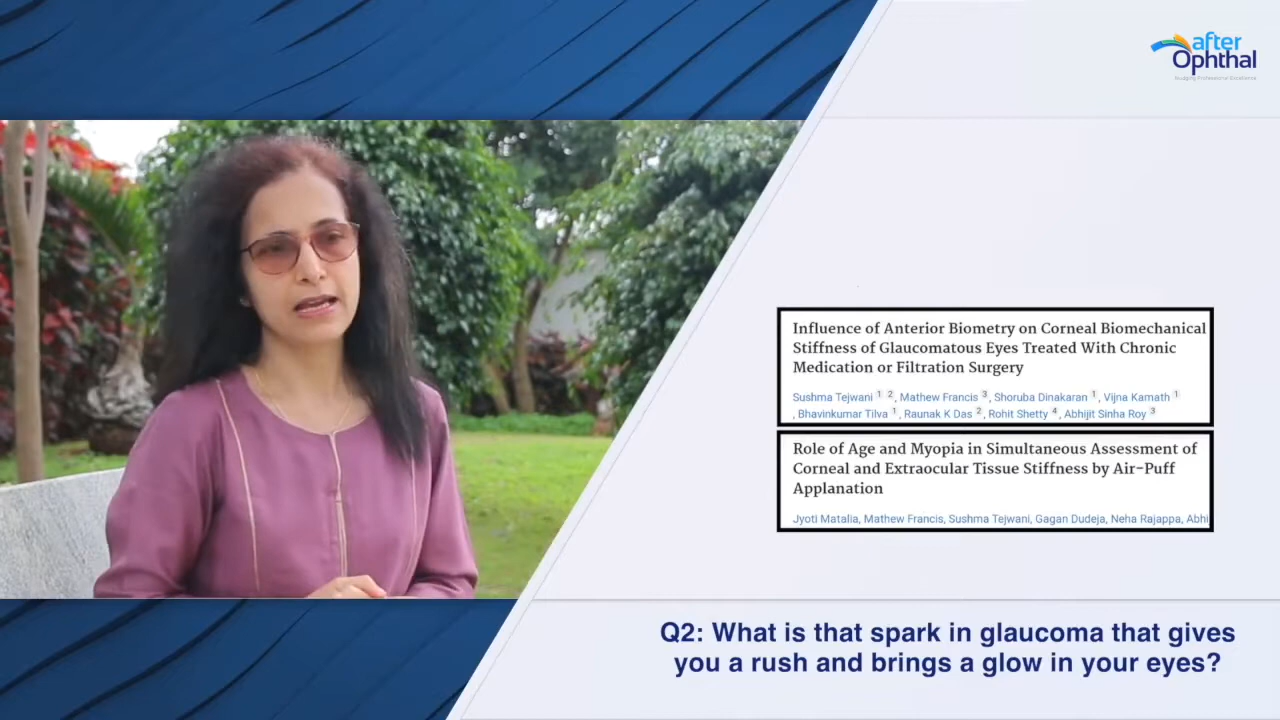 after
Ophthal
Nudging Professional Excellence
Influence of Anterior Biometry on Corneal Biomechanical
Stiffness of Glaucomatous Eyes Treated With Chronic
Medication or Filtration Surgery
Sushma Tejwani 1 2, Mathew Francis 3, Shoruba Dinakaran 1, Vijna Kamath 1
, Bhavinkumar Tilva 1, Raunak K Das 2, Rohit Shetty 4, Abhijit Sinha Roy 3
Role of Age and Myopia in Simultaneous Assessment of
Corneal and Extraocular Tissue Stiffness by Air-Puff
Applanation
Jyoti Matalia, Mathew Francis, Sushma Tejwani, Gagan Dudeja, Neha Rajappa, Abhi
Q2: What is that spark in glaucoma that gives
you a rush and brings a glow in your eyes?